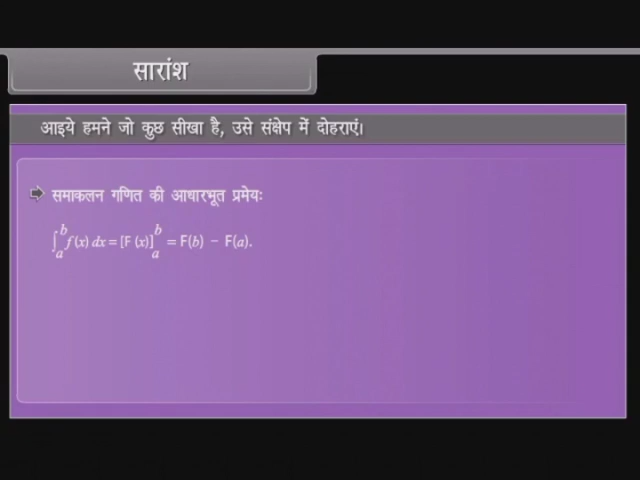 सारांश
आइये हमने जो कुछ सीखा है, उसे संक्षेप में दोहराएं।
समाकलन गणित की आधारभूत प्रमेयः
∫ₐᵇ f(x) dx = [F (x)]ₐᵇ = F(b) − F(a).